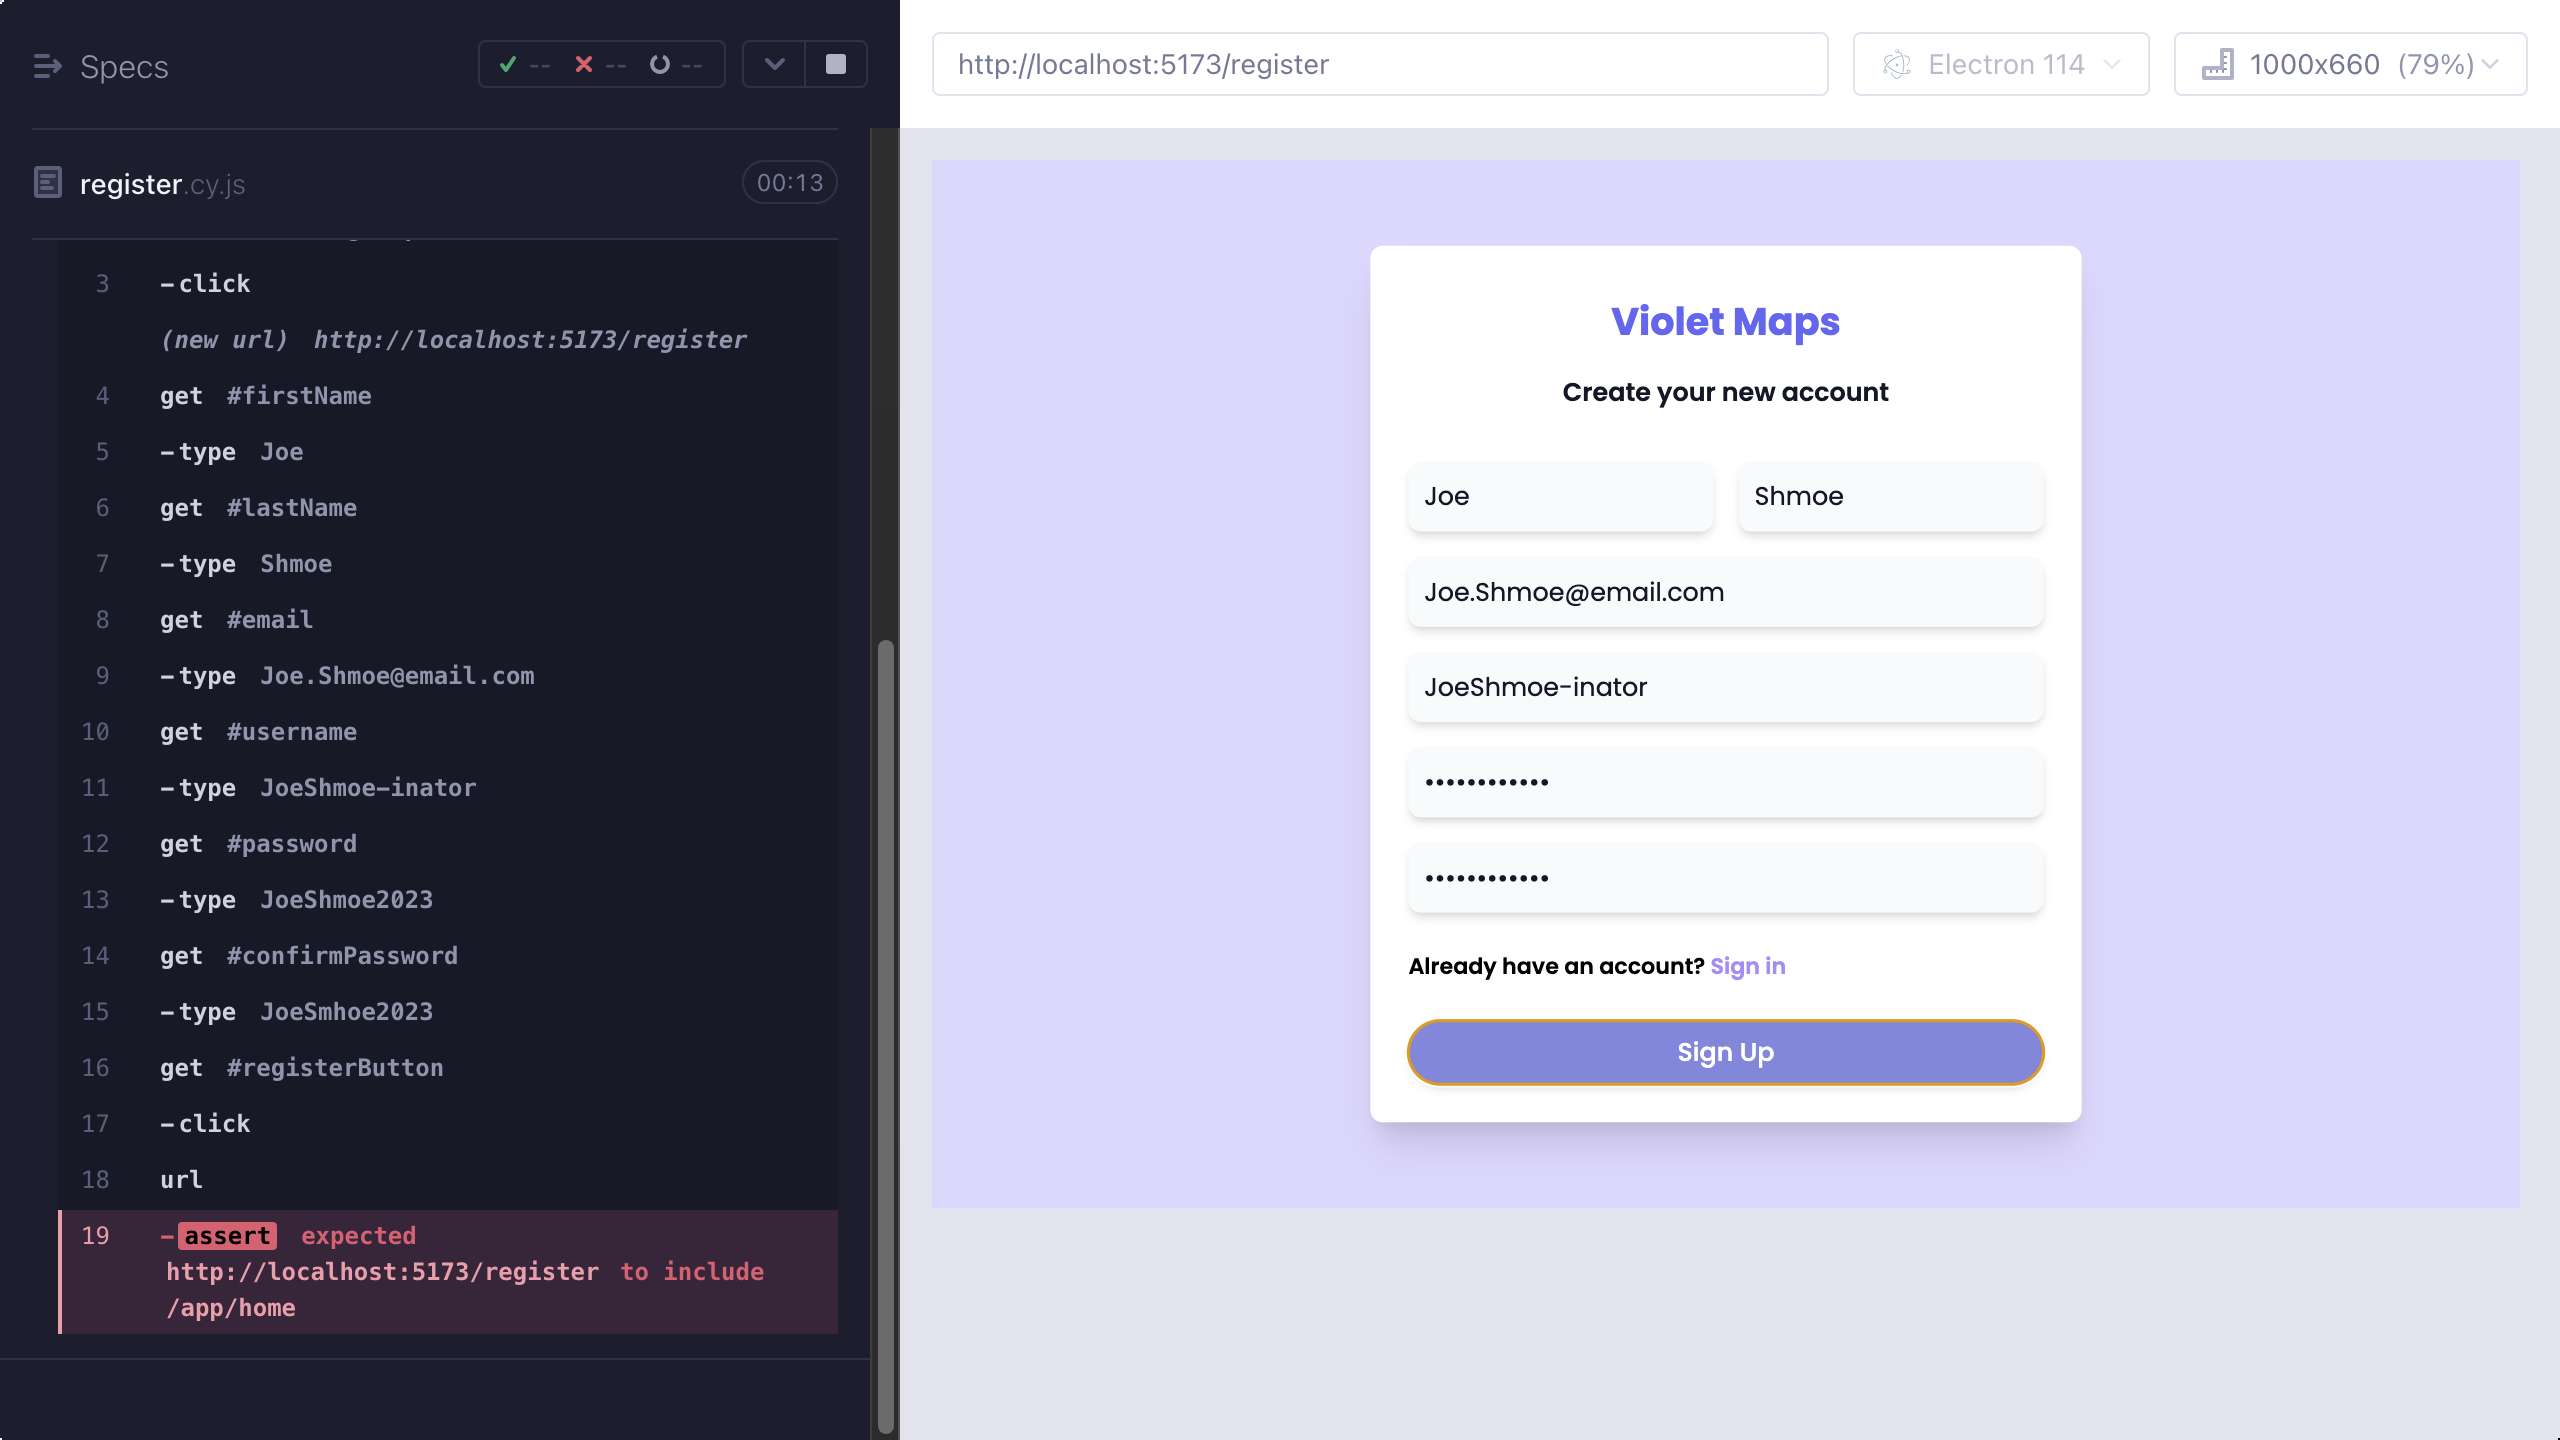 Specs
--
--
--
register.cy.js
00:13
3 -click
(new url) http://localhost:5173/register
4 get #firstName
5 -type Joe
6 get #lastName
7 -type Shmoe
8 get #email
9 -type Joe.Shmoe@email.com
10 get #username
11 -type JoeShmoe-inator
12 get #password
13 -type JoeShmoe2023
14 get #confirmPassword
15 -type JoeSmhoe2023
16 get #registerButton
17 -click
18 url
19 -assert expected
http://localhost:5173/register to include
/app/home
http://localhost:5173/register
Electron 114
1000x660 (79%)
Violet Maps
Create your new account
Joe
Shmoe
Joe.Shmoe@email.com
JoeShmoe-inator
••••••••••••
••••••••••••
Already have an account? Sign in
Sign Up